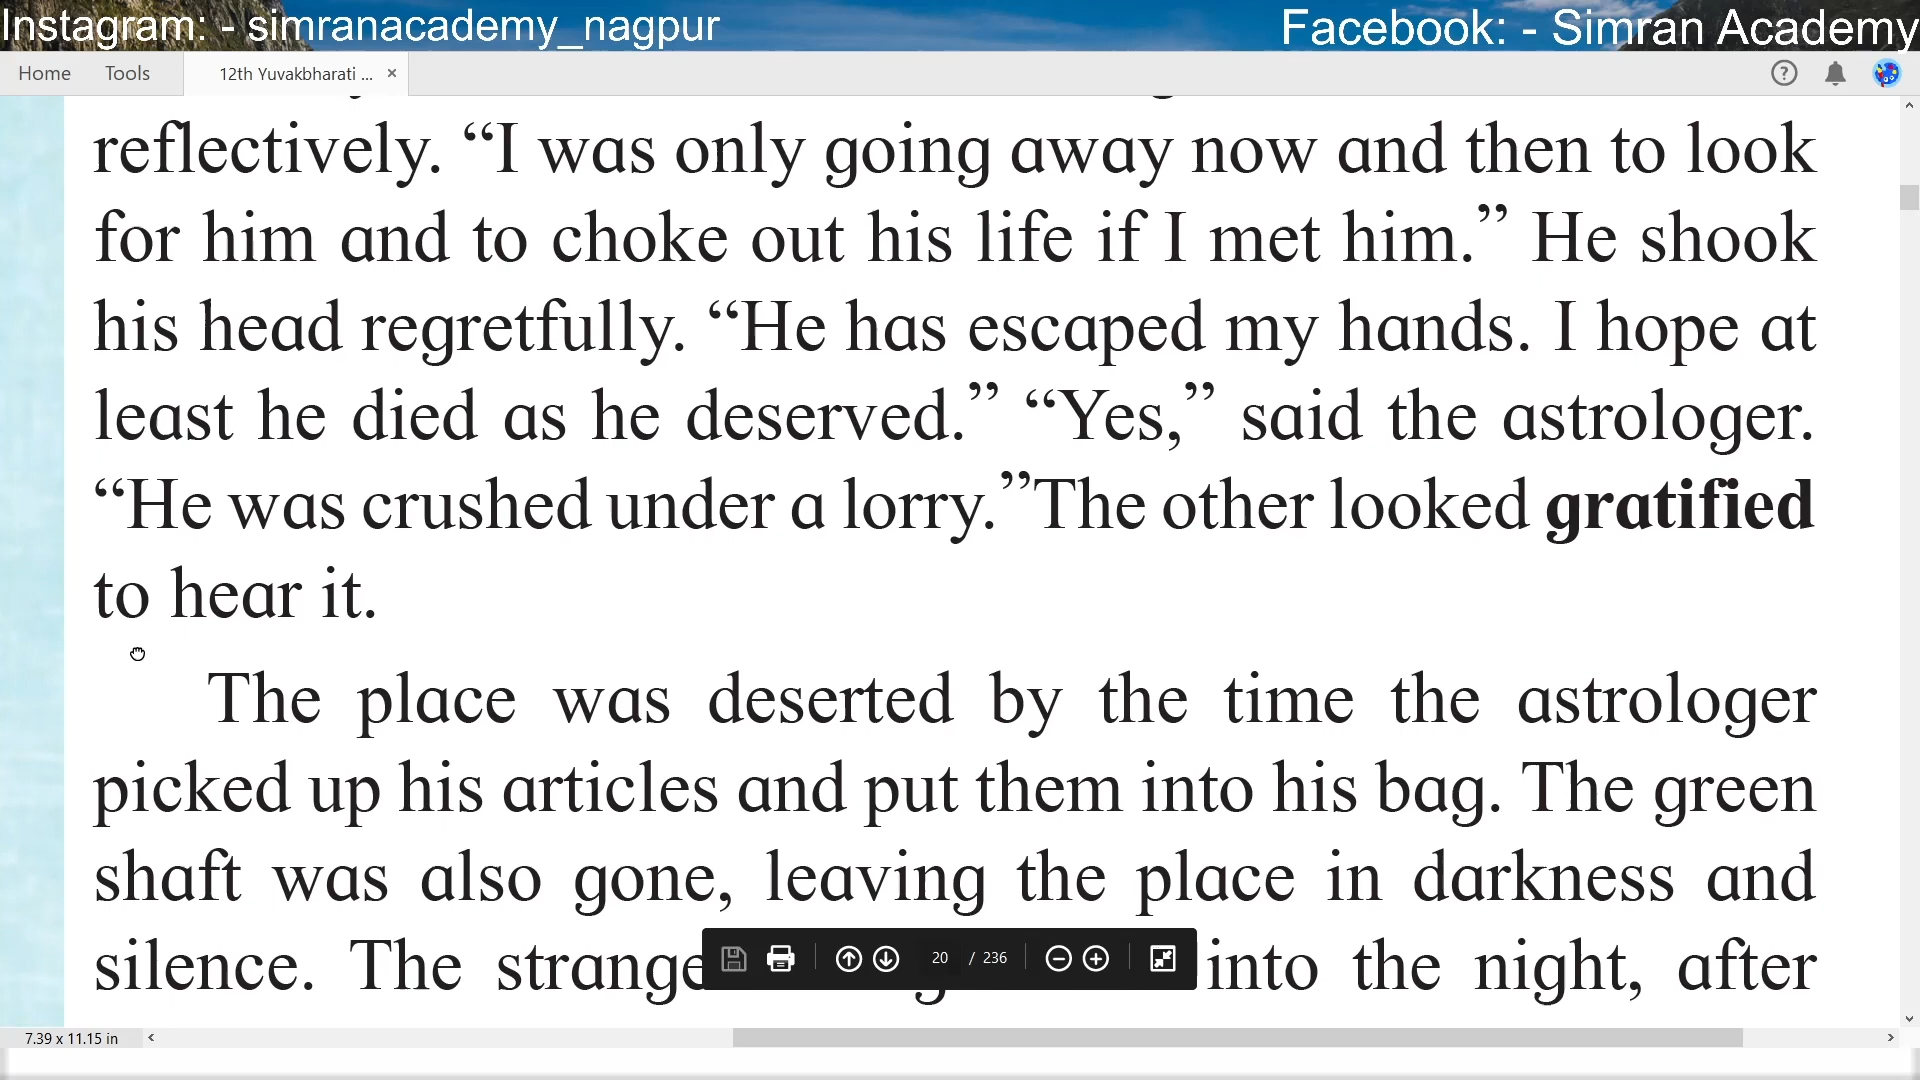 Instagram: - simranacademy_nagpur
Facebook: - Simran Academy
Home Tools 12th Yuvakbharati ... ×
reflectively. “I was only going away now and then to look
for him and to choke out his life if I met him.” He shook
his head regretfully. “He has escaped my hands. I hope at
least he died as he deserved.” “Yes,” said the astrologer.
“He was crushed under a lorry.”The other looked gratified
to hear it.
The place was deserted by the time the astrologer
picked up his articles and put them into his bag. The green
shaft was also gone, leaving the place in darkness and
silence. The into the night, after
20 / 236
7.39 x 11.15 in